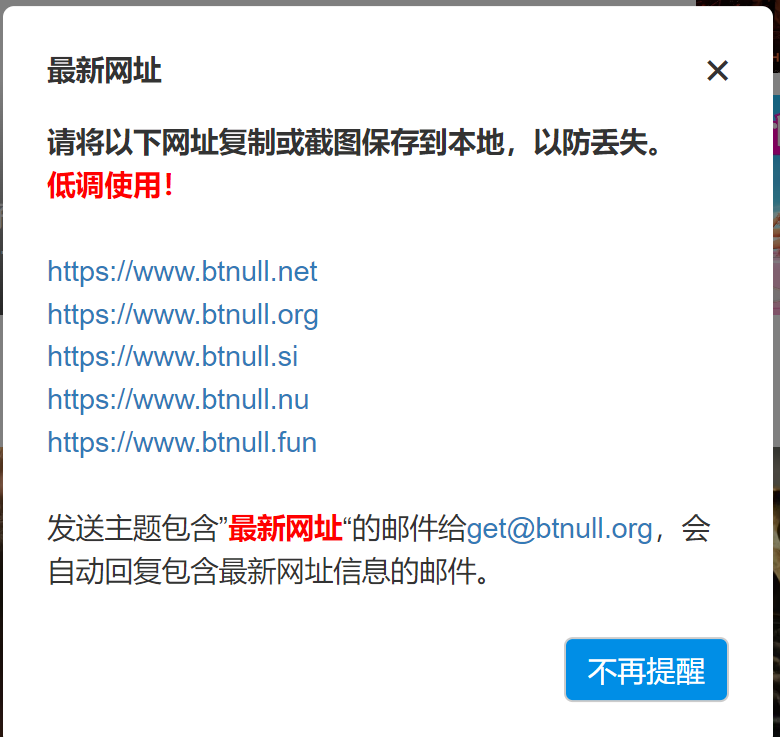 最新网址
×
请将以下网址复制或截图保存到本地，以防丢失。
低调使用！
https://www.btnull.net
https://www.btnull.org
https://www.btnull.si
https://www.btnull.nu
https://www.btnull.fun
发送主题包含”最新网址“的邮件给get@btnull.org，会
自动回复包含最新网址信息的邮件。
不再提醒